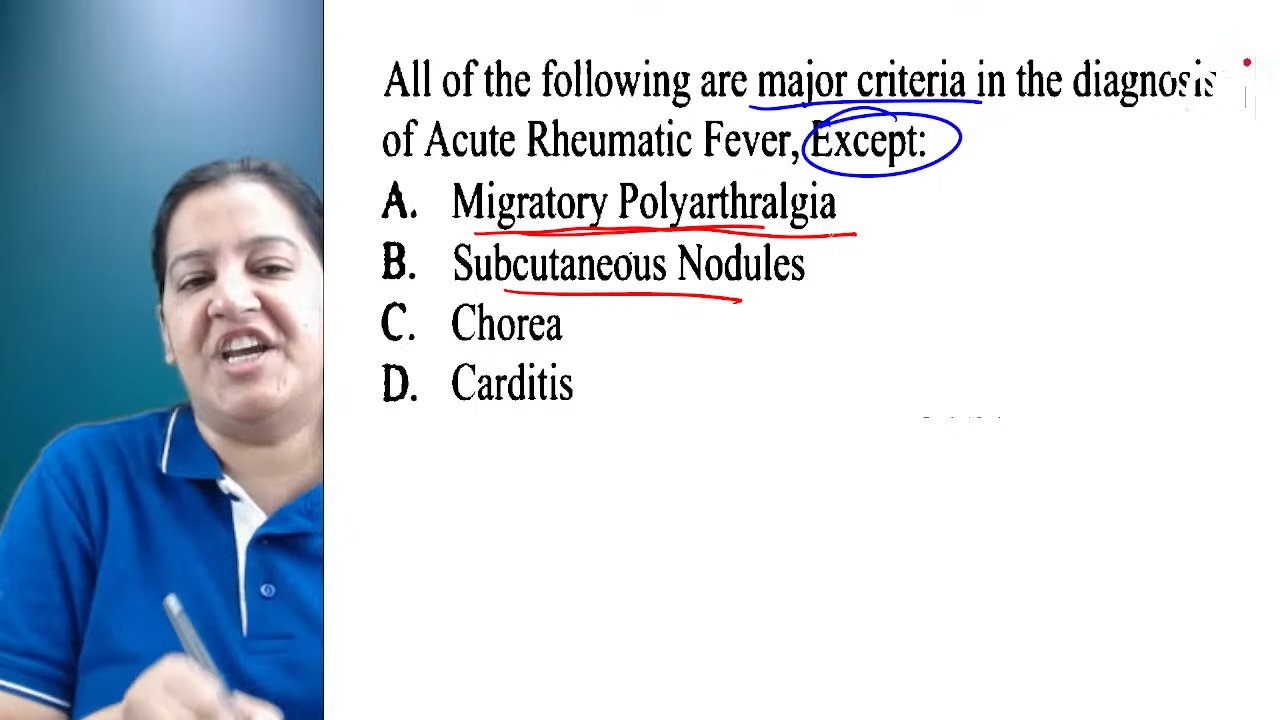 All of the following are major criteria in the diagnosis
of Acute Rheumatic Fever, Except:
A. Migratory Polyarthralgia
B. Subcutaneous Nodules
C. Chorea
D. Carditis